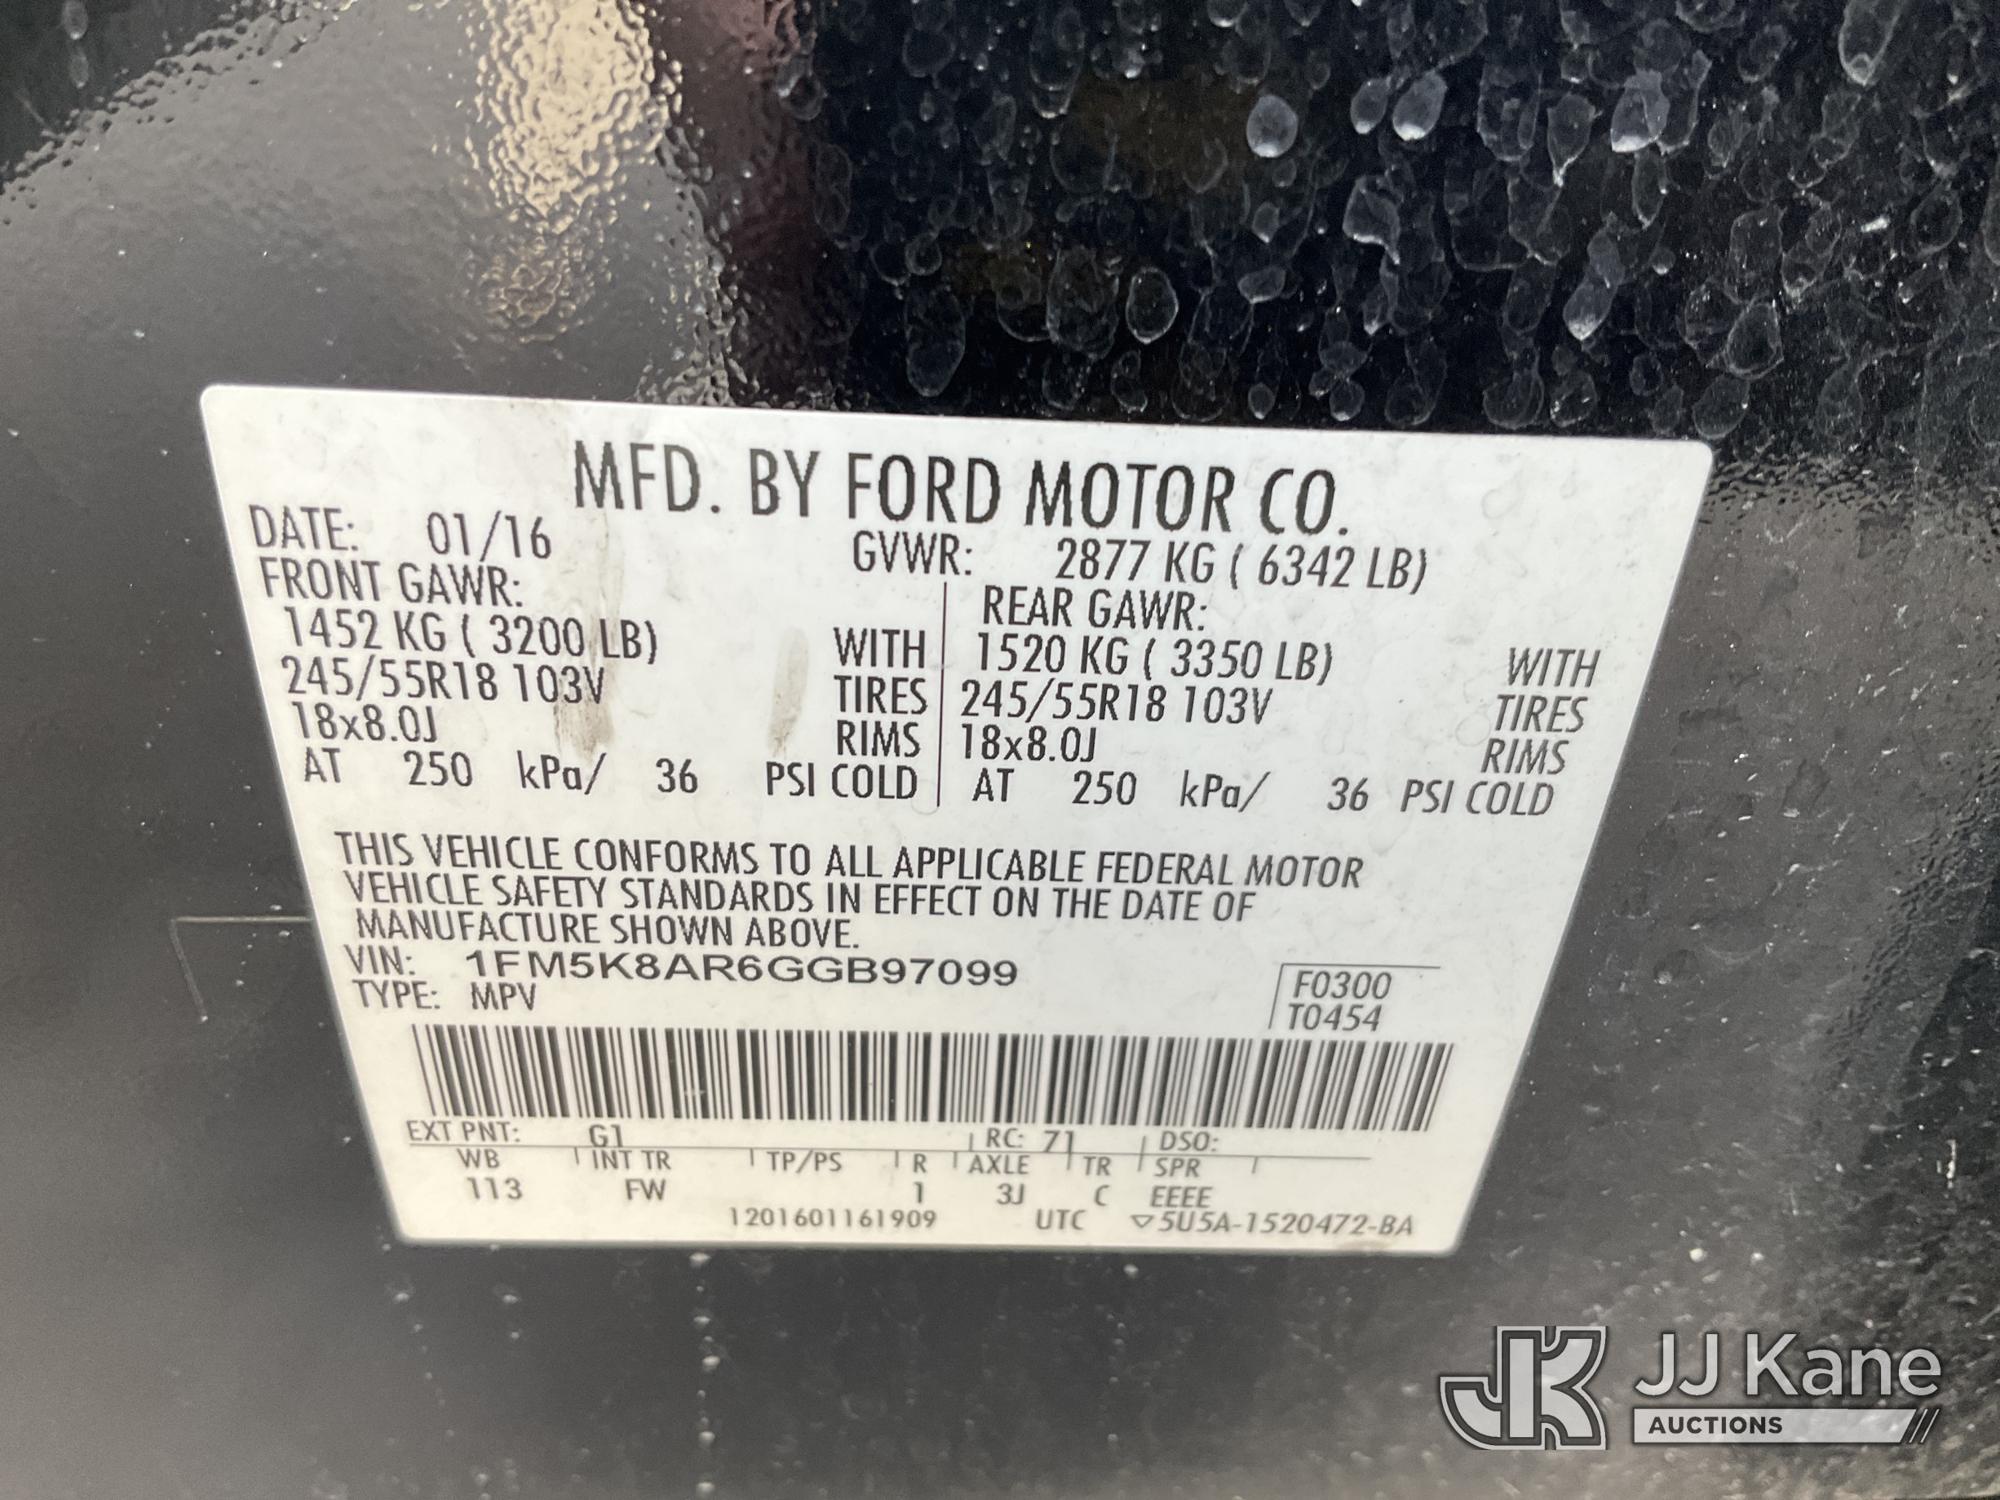 MFD. BY FORD MOTOR CO.
DATE: 01/16 GVWR: 2877 KG ( 6342 LB)
FRONT GAWR: REAR GAWR:
1452 KG ( 3200 LB) WITH 1520 KG ( 3350 LB) WITH
245/55R18 103V TIRES 245/55R18 103V TIRES
18x8.0J RIMS 18x8.0J RIMS
AT 250 kPa/ 36 PSI COLD AT 250 kPa/ 36 PSI COLD
THIS VEHICLE CONFORMS TO ALL APPLICABLE FEDERAL MOTOR
VEHICLE SAFETY STANDARDS IN EFFECT ON THE DATE OF
MANUFACTURE SHOWN ABOVE.
VIN: 1FM5K8AR6GGB97099 F0300
TYPE: MPV T0454
EXT PNT: G1 RC: 71 DSO:
WB INT TR TP/PS R AXLE TR SPR
113 FW 1 3J C EEEE
1201601161909 UTC ▽5U5A-1520472-BA
JK JJ Kane
AUCTIONS